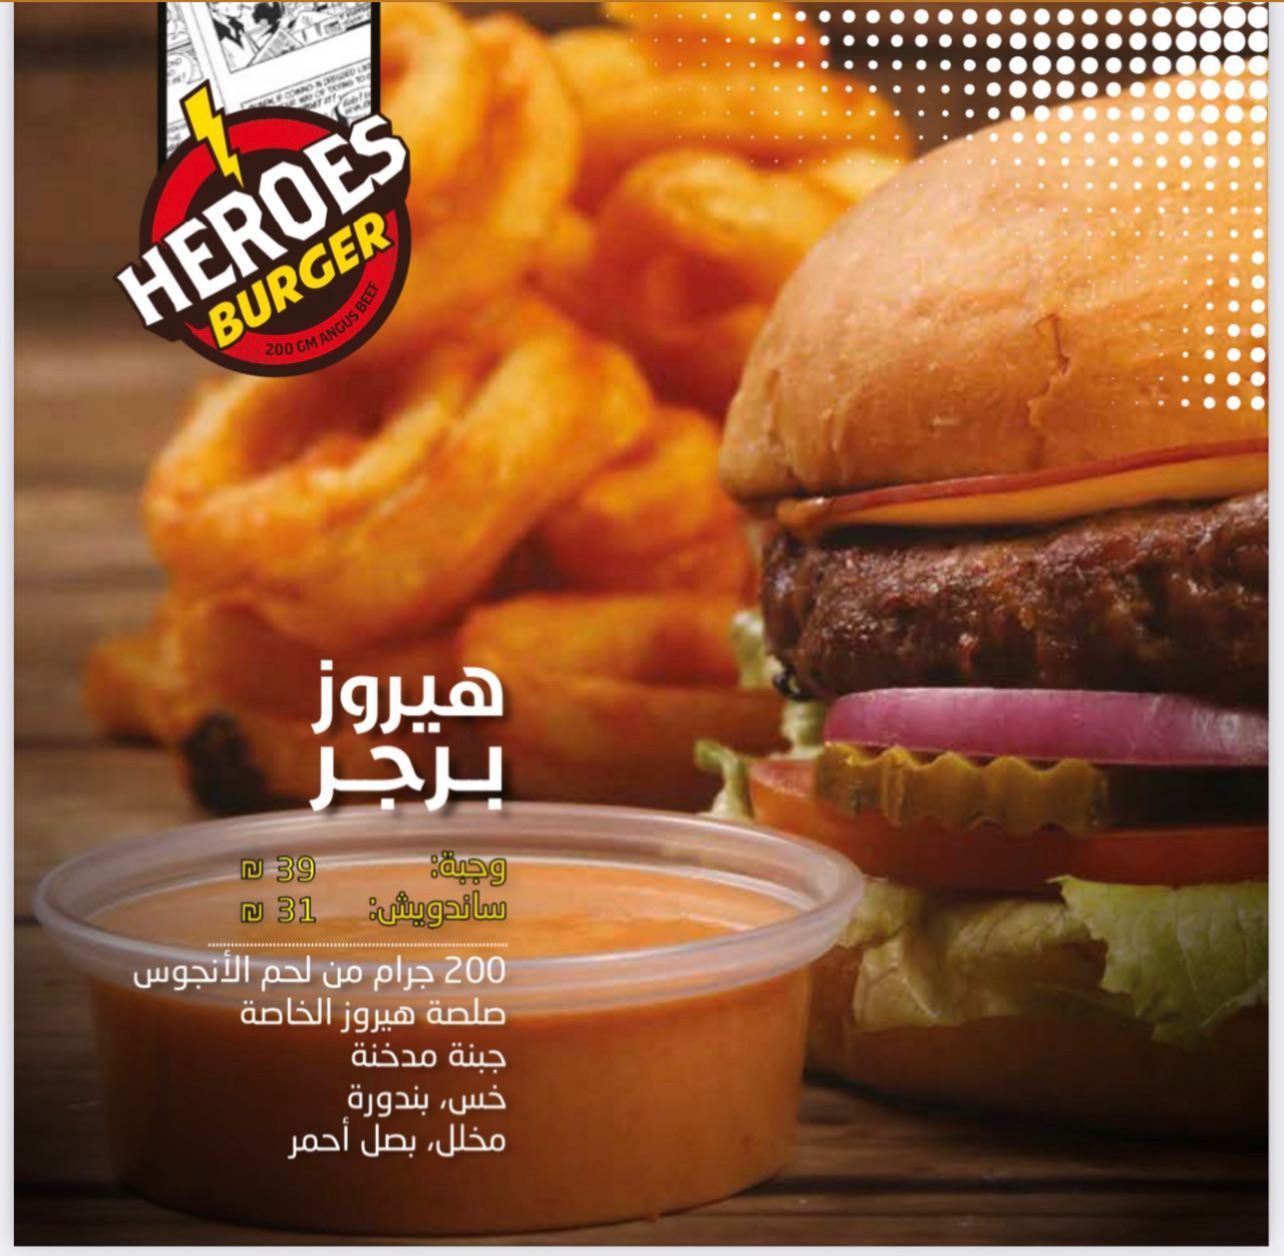 HEROES
BURGER
200 GM ANGUS BEEF
هيروز
برجر
وجبة: 39 ₪
ساندويش: 31 ₪
200 جرام من لحم الأنجوس
صلصة هيروز الخاصة
جبنة مدخنة
خس، بندورة
مخلل، بصل أحمر